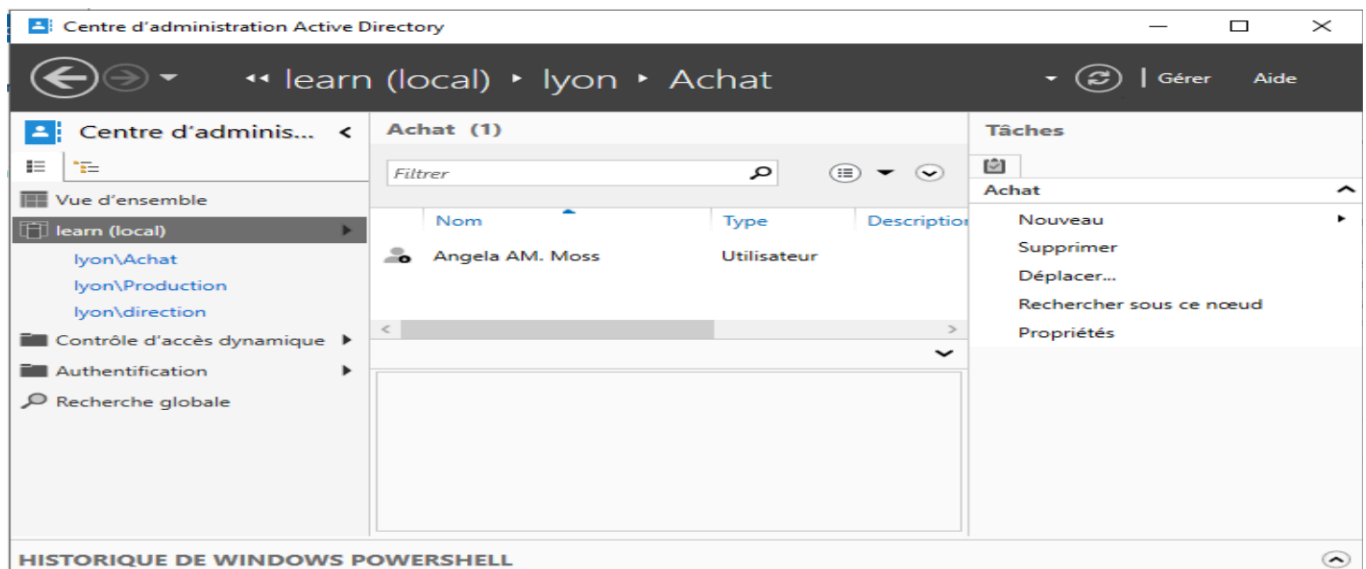 Centre d'administration Active Directory
learn (local) lyon Achat
Gérer Aide
Centre d'adminis...
Vue d'ensemble
learn (local)
lyon\Achat
lyon\Production
lyon\direction
Contrôle d'accès dynamique
Authentification
Recherche globale
Achat (1)
Filtrer
Nom Type Description
Angela AM. Moss Utilisateur
Tâches
Achat
Nouveau
Supprimer
Déplacer...
Rechercher sous ce nœud
Propriétés
HISTORIQUE DE WINDOWS POWERSHELL